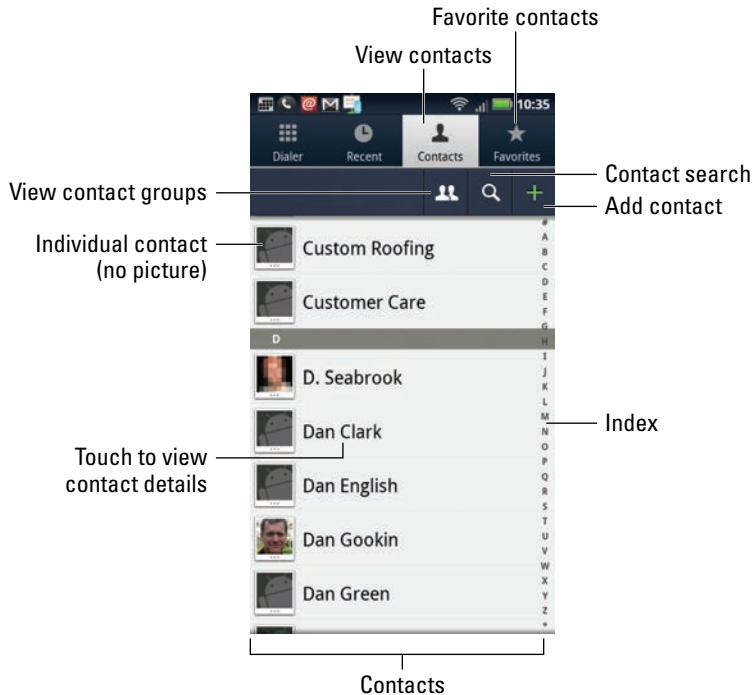 Favorite contacts
View contacts
10:35
Dialer
Recent
Contacts
Favorites
Contact search
View contact groups
Add contact
Individual contact
(no picture)
Custom Roofing
Customer Care
D
D. Seabrook
Dan Clark
Touch to view
contact details
Dan English
Dan Gookin
Dan Green
#
A
B
C
D
E
F
G
H
I
J
K
L
M
N
O
P
Q
R
S
T
U
V
W
X
Y
Z
*
Index
Contacts